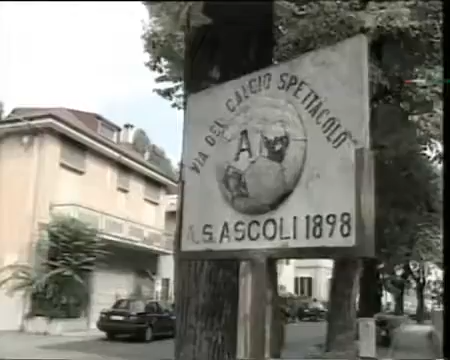 VIA DEL CALCIO SPETTACOLO
A
A.S. ASCOLI 1898